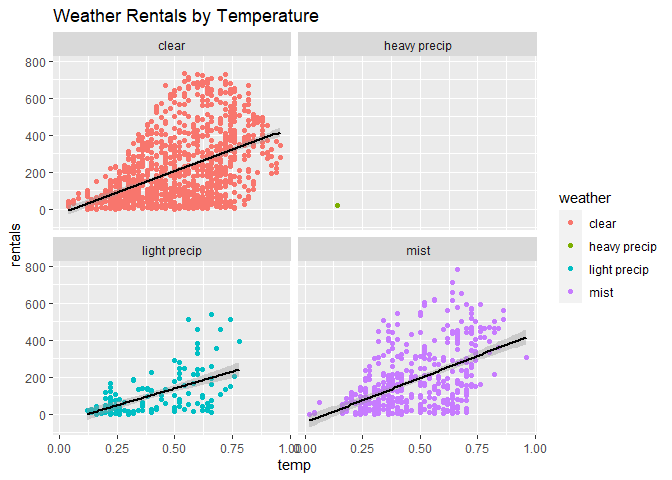 Weather Rentals by Temperature
clear
heavy precip
800
600
400
200
0
rentals
light precip
mist
800
600
400
200
0
0.00 0.25 0.50 0.75 1.00
0.00 0.25 0.50 0.75 1.00
temp
weather
clear
heavy precip
light precip
mist